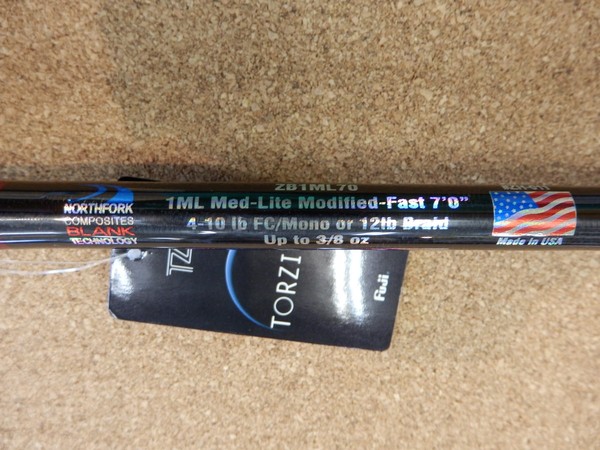 ZB1ML70
1ML Med-Lite Modified-Fast 7'0"
4-10 lb FC/Mono or 12lb Braid
Up to 3/8 oz
NORTHFORK
COMPOSITES
BLANK
TECHNOLOGY
Made in USA
TORZI
Fuji